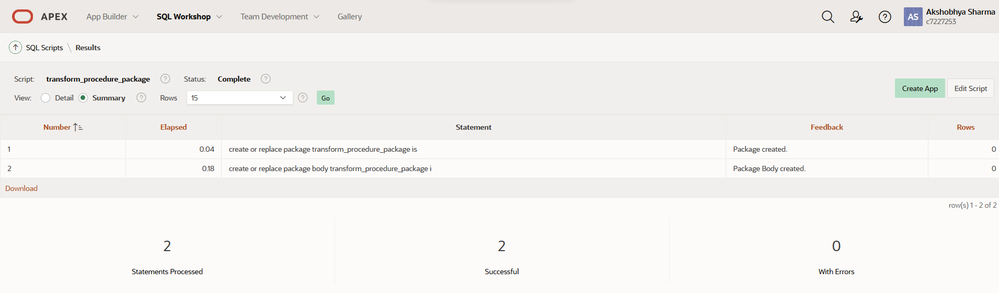 APEX App Builder SQL Workshop Team Development Gallery AS Akshobhya Sharma
c7227253
SQL Scripts \ Results
Script: transform_procedure_package ? Status: Complete ?
View: Detail Summary ? Rows 15 ? Go Create App Edit Script
Number Elapsed Statement Feedback Rows
1 0.04 create or replace package transform_procedure_package is Package created. 0
2 0.18 create or replace package body transform_procedure_package i Package Body created. 0
Download
row(s) 1 - 2 of 2
2 2 0
Statements Processed Successful With Errors